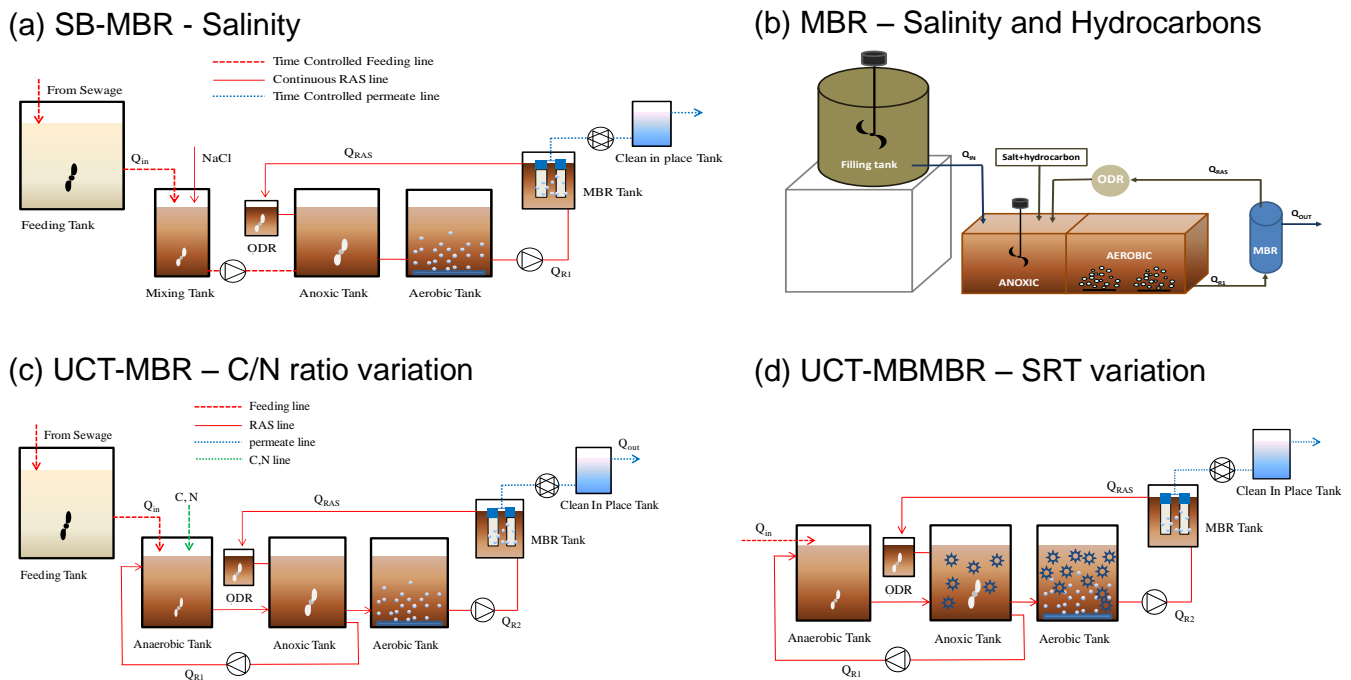 (a) SB-MBR - Salinity
Time Controlled Feeding line
Continuous RAS line
Time Controlled permeate line
From Sewage
Q_in
NaCl
Q_RAS
Clean in place Tank
MBR Tank
Feeding Tank
ODR
Q_R1
Mixing Tank
Anoxic Tank
Aerobic Tank
(b) MBR – Salinity and Hydrocarbons
Filling tank
Q_IN
Salt+hydrocarbon
ODR
Q_RAS
Q_OUT
MBR
AEROBIC
ANOXIC
Q_R1
(c) UCT-MBR – C/N ratio variation
Feeding line
RAS line
permeate line
C,N line
From Sewage
Q_out
Q_in
C, N
Q_RAS
Clean In Place Tank
MBR Tank
Feeding Tank
ODR
Q_R2
Anaerobic Tank
Anoxic Tank
Aerobic Tank
Q_R1
(d) UCT-MBMBR – SRT variation
Q_RAS
Clean In Place Tank
Q_in
MBR Tank
ODR
Q_R2
Anaerobic Tank
Anoxic Tank
Aerobic Tank
Q_R1